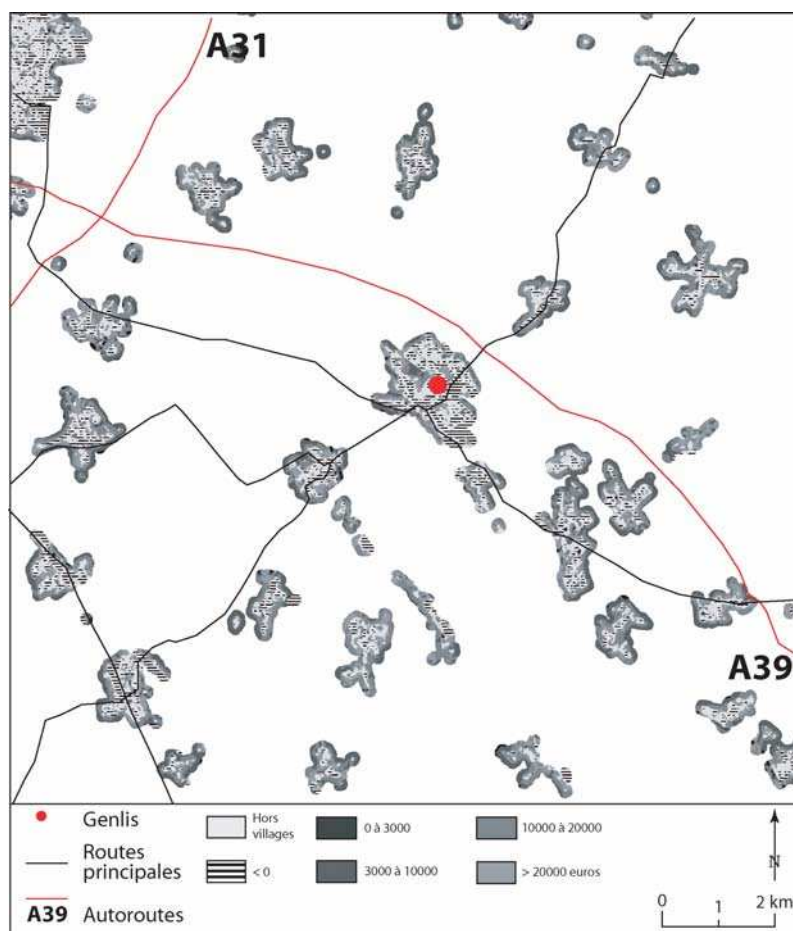 A31
A39
Genlis
Routes
principales
A39 Autoroutes
Hors
villages
< 0
0 à 3000
3000 à 10000
10000 à 20000
> 20000 euros
N
0 1 2 km